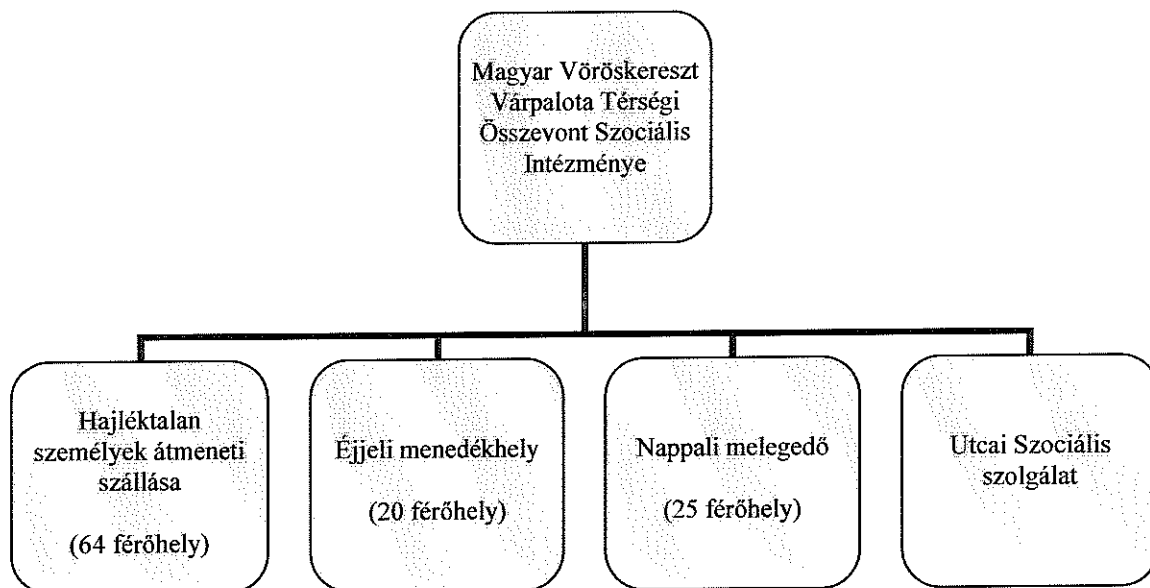 Magyar Vöröskereszt
Várpalota Térségi
Összevont Szociális
Intézménye
Hajléktalan
személyek átmeneti
szállása
(64 férőhely)
Éjjeli menedékhely
(20 férőhely)
Nappali melegedő
(25 férőhely)
Utcai Szociális
szolgálat